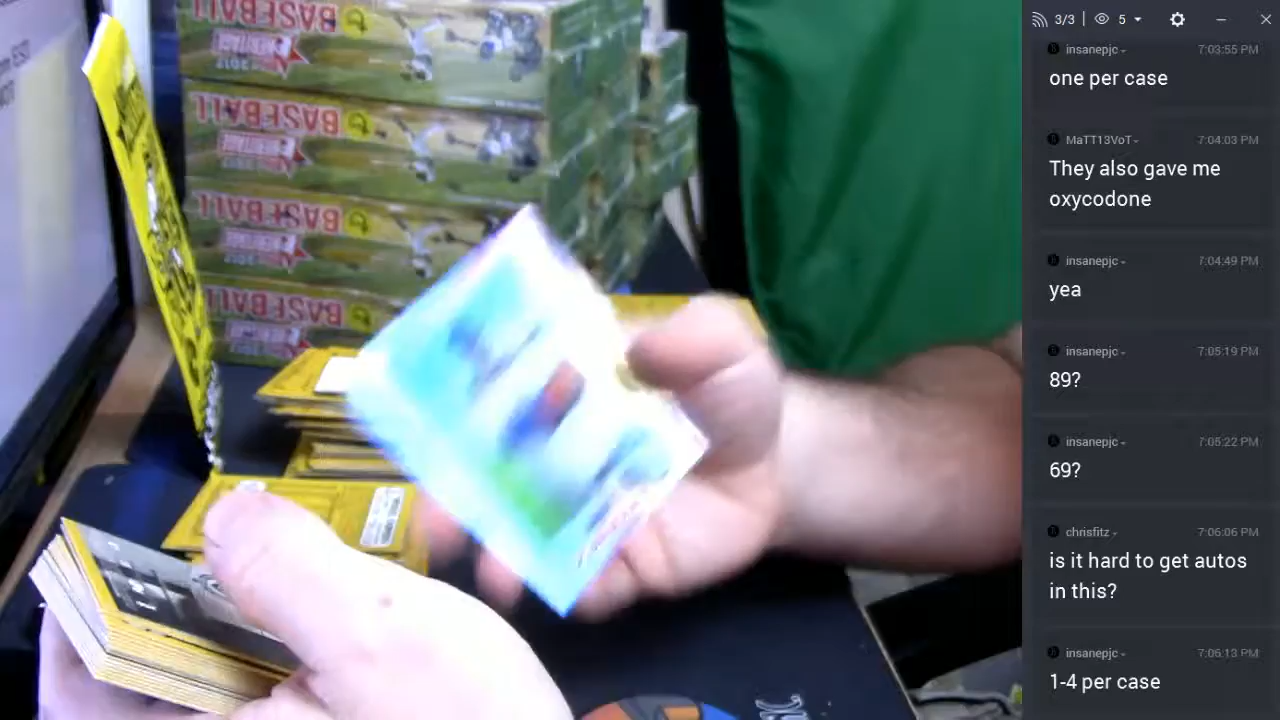 BASEBALL
HERITAGE
2017
BASEBALL
HERITAGE
BASEBALL
BASEBALL
3/3 5
insanepjc 7:03:55 PM
one per case
MaTT13VoT 7:04:03 PM
They also gave me
oxycodone
insanepjc 7:04:49 PM
yea
insanepjc 7:05:19 PM
89?
insanepjc 7:05:22 PM
69?
chrisfitz 7:06:06 PM
is it hard to get autos
in this?
insanepjc 7:06:13 PM
1-4 per case